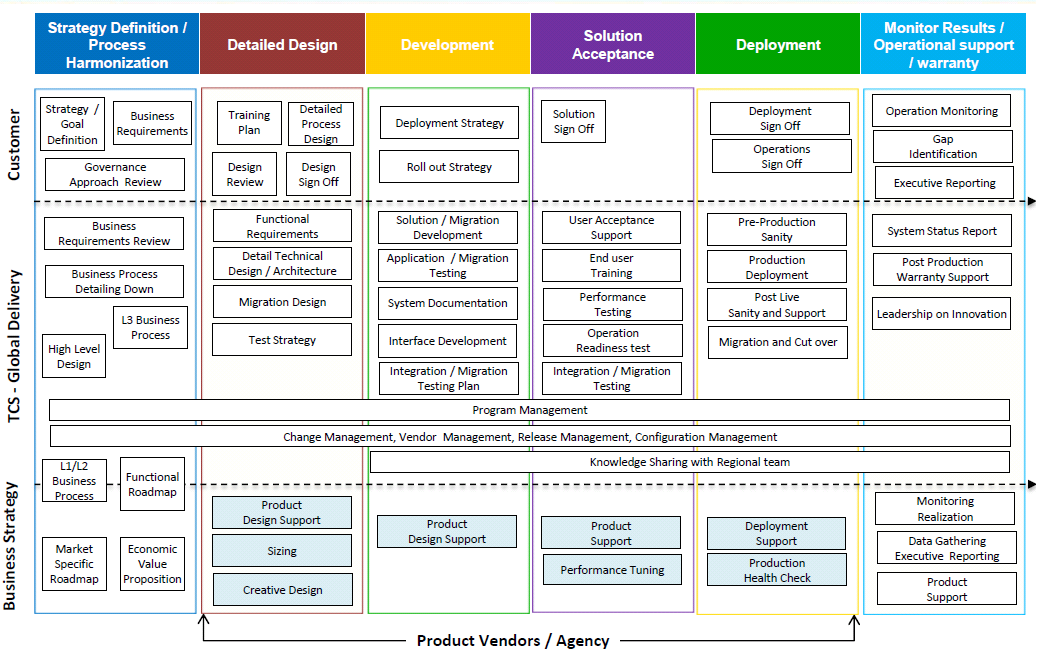 Strategy Definition /
Process
Harmonization
Detailed Design
Development
Solution
Acceptance
Deployment
Monitor Results /
Operational support
/ warranty
Customer
Strategy /
Goal
Definition
Business
Requirements
Governance
Approach Review
Training
Plan
Detailed
Process
Design
Design
Review
Design
Sign Off
Deployment Strategy
Roll out Strategy
Solution
Sign Off
Deployment
Sign Off
Operations
Sign Off
Operation Monitoring
Gap
Identification
Executive Reporting
TCS - Global Delivery
Business
Requirements Review
Business Process
Detailing Down
L3 Business
Process
High Level
Design
Functional
Requirements
Detail Technical
Design / Architecture
Migration Design
Test Strategy
Solution / Migration
Development
Application / Migration
Testing
System Documentation
Interface Development
Integration / Migration
Testing Plan
User Acceptance
Support
End user
Training
Performance
Testing
Operation
Readiness test
Integration / Migration
Testing
Pre-Production
Sanity
Production
Deployment
Post Live
Sanity and Support
Migration and Cut over
System Status Report
Post Production
Warranty Support
Leadership on Innovation
Program Management
Change Management, Vendor Management, Release Management, Configuration Management
Knowledge Sharing with Regional team
Business Strategy
L1/L2
Business
Process
Functional
Roadmap
Market
Specific
Roadmap
Economic
Value
Proposition
Product
Design Support
Sizing
Creative Design
Product
Design Support
Product
Support
Performance Tuning
Deployment
Support
Production
Health Check
Monitoring
Realization
Data Gathering
Executive Reporting
Product
Support
Product Vendors / Agency